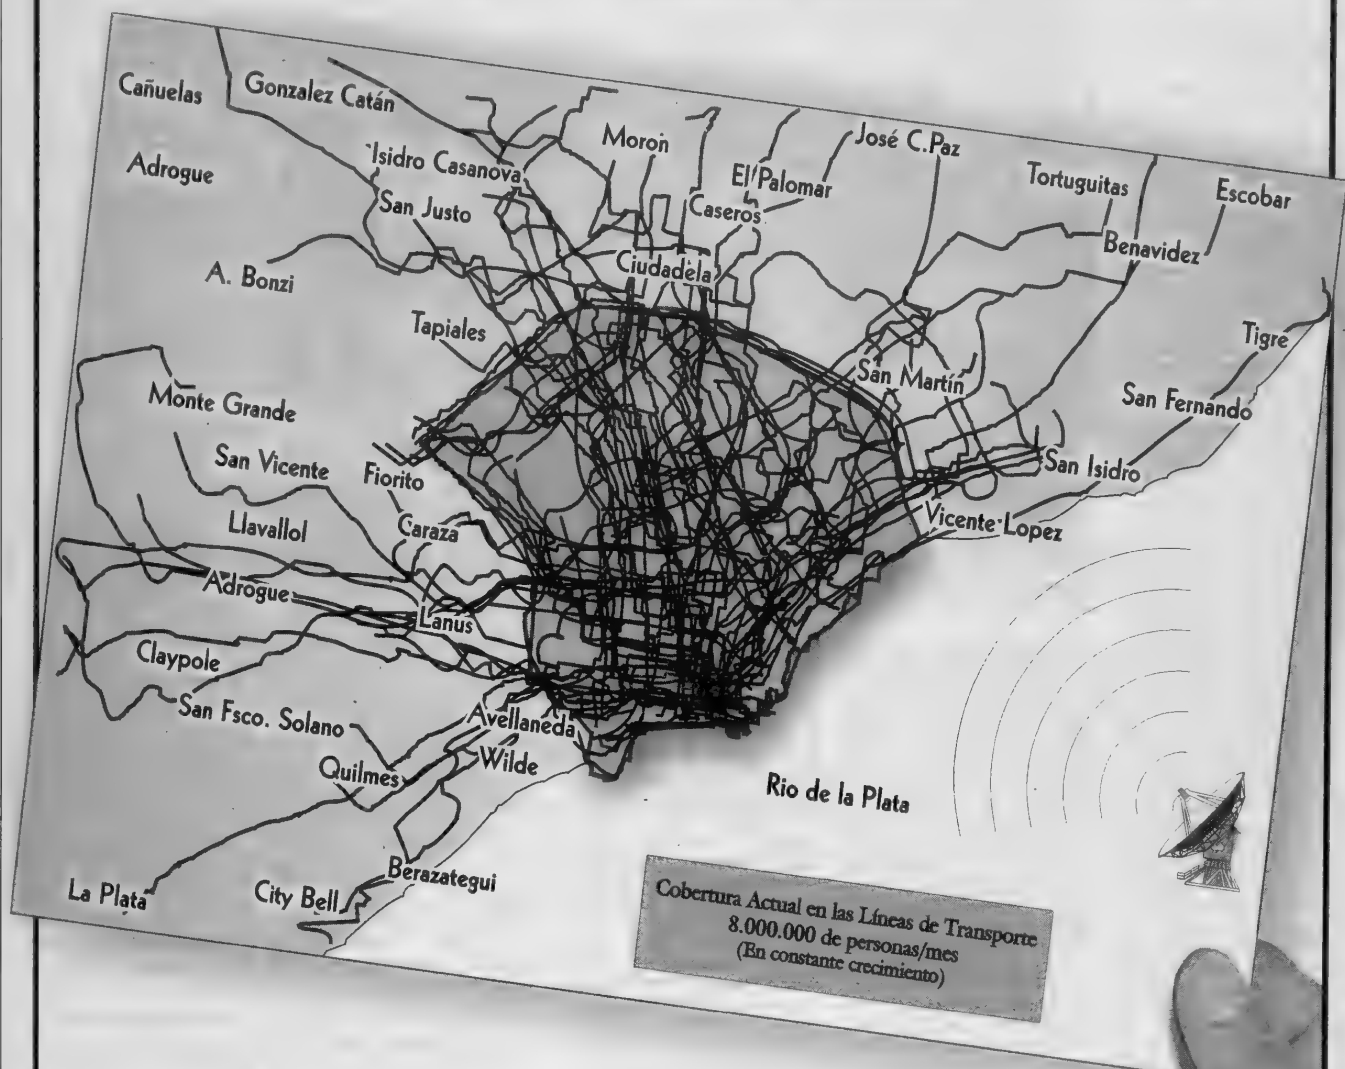 Cañuelas
Gonzalez Catán
Moron
José C.Paz
Adrogue
Isidro Casanova
El Palomar
Tortuguitas
Escobar
San Justo
Caseros
Benavidez
A. Bonzi
Ciudadela
Tapiales
Tigre
San Martín
San Fernando
Monte Grande
San Vicente
Fiorito
San Isidro
Llavallol
Caraza
Vicente Lopez
Adrogue
Lanus
Claypole
San Fsco. Solano
Avellaneda
Quilmes
Wilde
Rio de la Plata
La Plata
City Bell
Berazategui
Cobertura Actual en las Líneas de Transporte
8.000.000 de personas/mes
(En constante crecimiento)